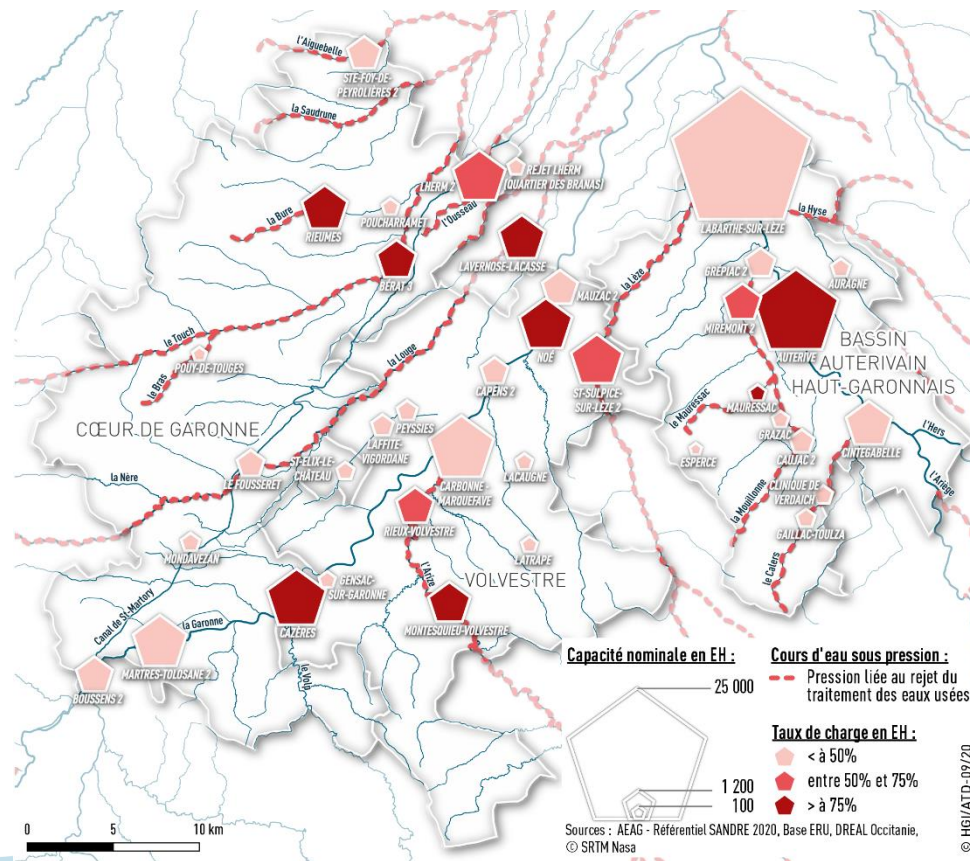 l'Aiguebelle
STE-FOY-DE-
PEYROLIÈRES 2
la Saudrune
LHERM 2
REJET LHERM
(QUARTIER DES BRANAS)
la Bure
RIEUMES
POUCHARRAMET
l'Ousseau
LABARTHE-SUR-LÈZE
la Hyse
BÉRAT 3
LAVERNOSE-LACASSE
la Lèze
GRÉPIAC 2
AURAGNE
MAUZAC 2
MIREMONT 2
le Touch
la Louge
NOÉ
AUTERIVE
BASSIN
AUTERIVAIN
HAUT-GARONNAIS
POUY-DE-TOUGES
le Bras
CAPENS 2
ST-SULPICE-
SUR-LÈZE 2
MAURESSAC
le Mauressac
CŒUR DE GARONNE
PEYSSIES
LAFFITE-
VIGORDANE
GRAZAC
CAUJAC 2
CINTEGABELLE
l'Hers
ST-ELIX-LE-
CHÂTEAU
ESPERCE
LE FOUSSERET
CARBONNE-
MARQUEFAVE
LACAUGNE
la Nère
CLINIQUE DE
VERDAICH
l'Ariège
la Mouillonne
GAILLAC-TOULZA
RIEUX-VOLVESTRE
MONDAVEZAN
LATRAPE
VOLVESTRE
le Calers
l'Arize
GENSAC-
SUR-GARONNE
CAZÈRES
MONTESQUIEU-VOLVESTRE
Canal de St-Martory
la Garonne
MARTRES-TOLOSANE 2
BOUSSENS 2
le Volp
Capacité nominale en EH :
25 000
1 200
100
Cours d'eau sous pression :
Pression liée au rejet du
traitement des eaux usées
Taux de charge en EH :
< à 50%
entre 50% et 75%
> à 75%
0 5 10 km
Sources : AEAG - Référentiel SANDRE 2020, Base ERU, DREAL Occitanie,
© SRTM Nasa
© HGI/ATD-09/20